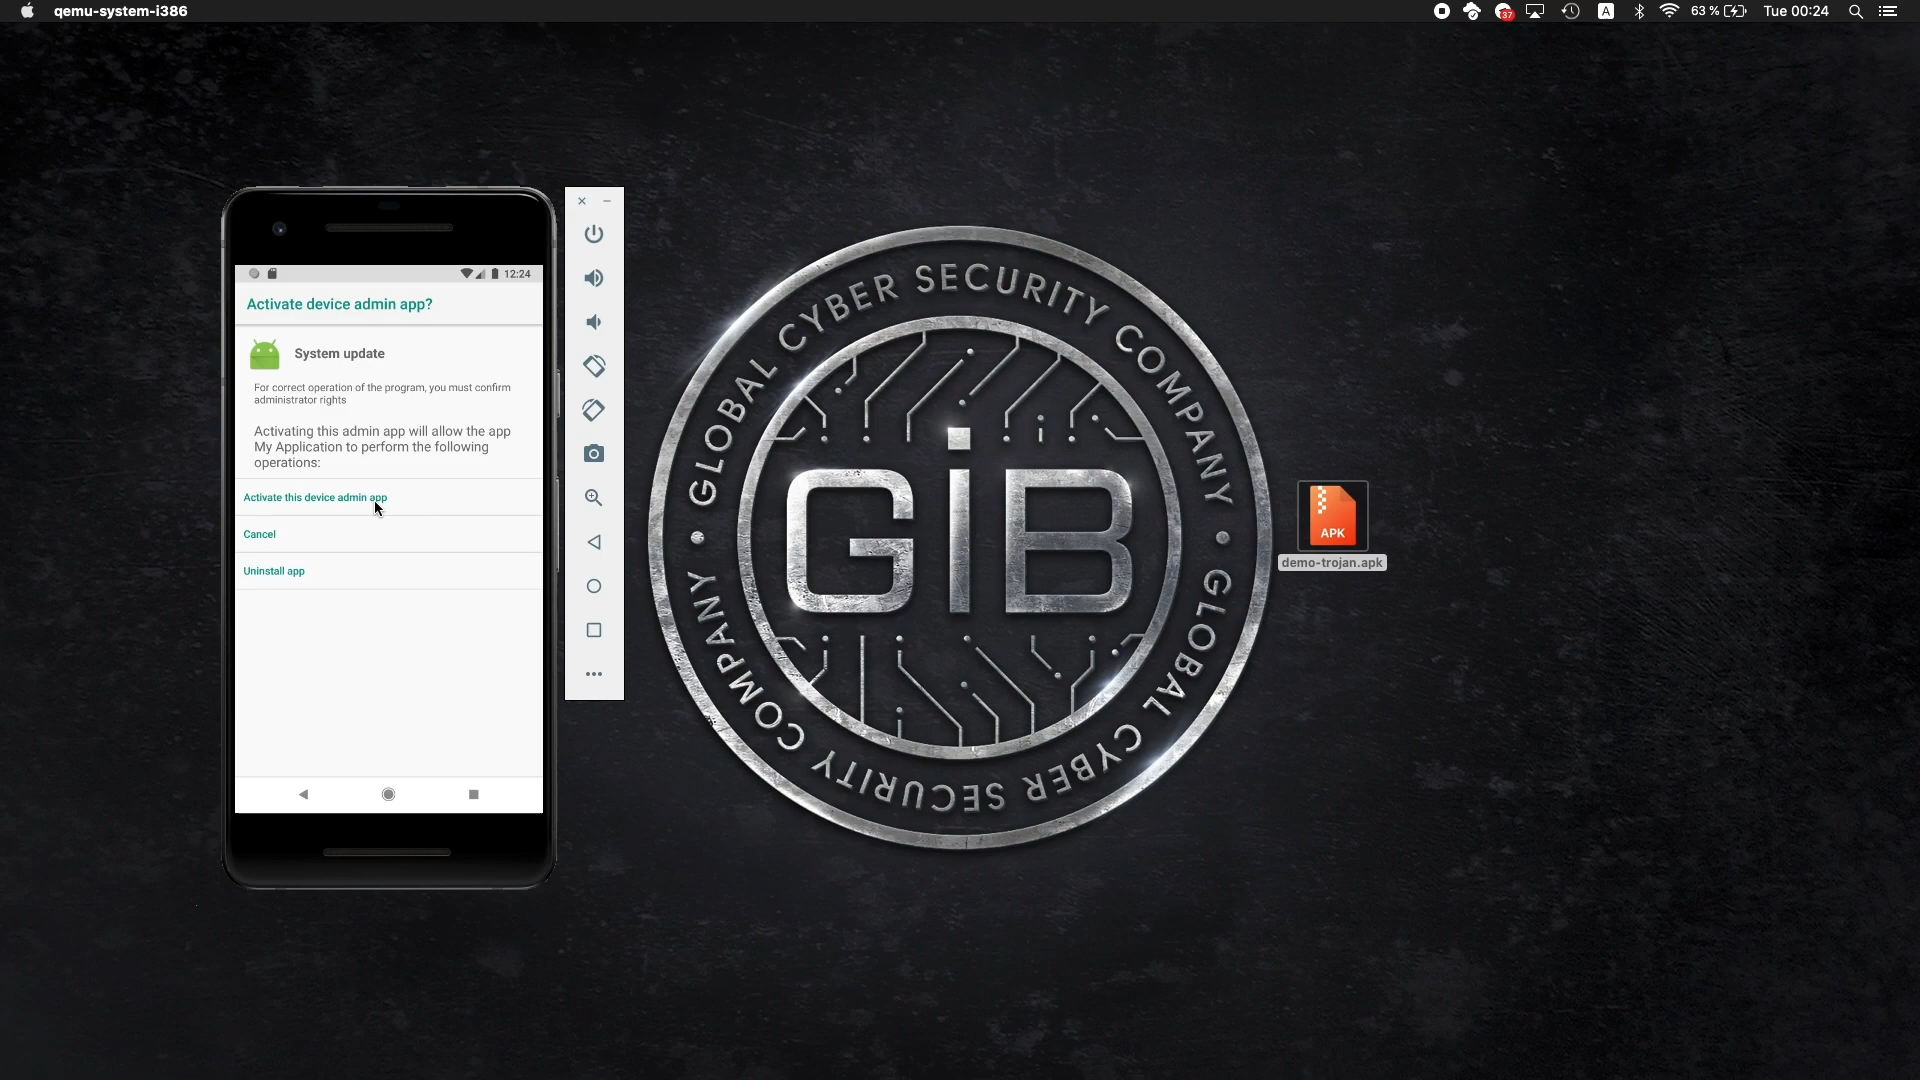 qemu-system-i386
37
A
63 %
Tue 00:24
12:24
Activate device admin app?
System update
For correct operation of the program, you must confirm
administrator rights
Activating this admin app will allow the app
My Application to perform the following
operations:
Activate this device admin app
Cancel
Uninstall app
GLOBAL CYBER SECURITY COMPANY
GiB
GLOBAL CYBER SECURITY COMPANY
APK
demo-trojan.apk